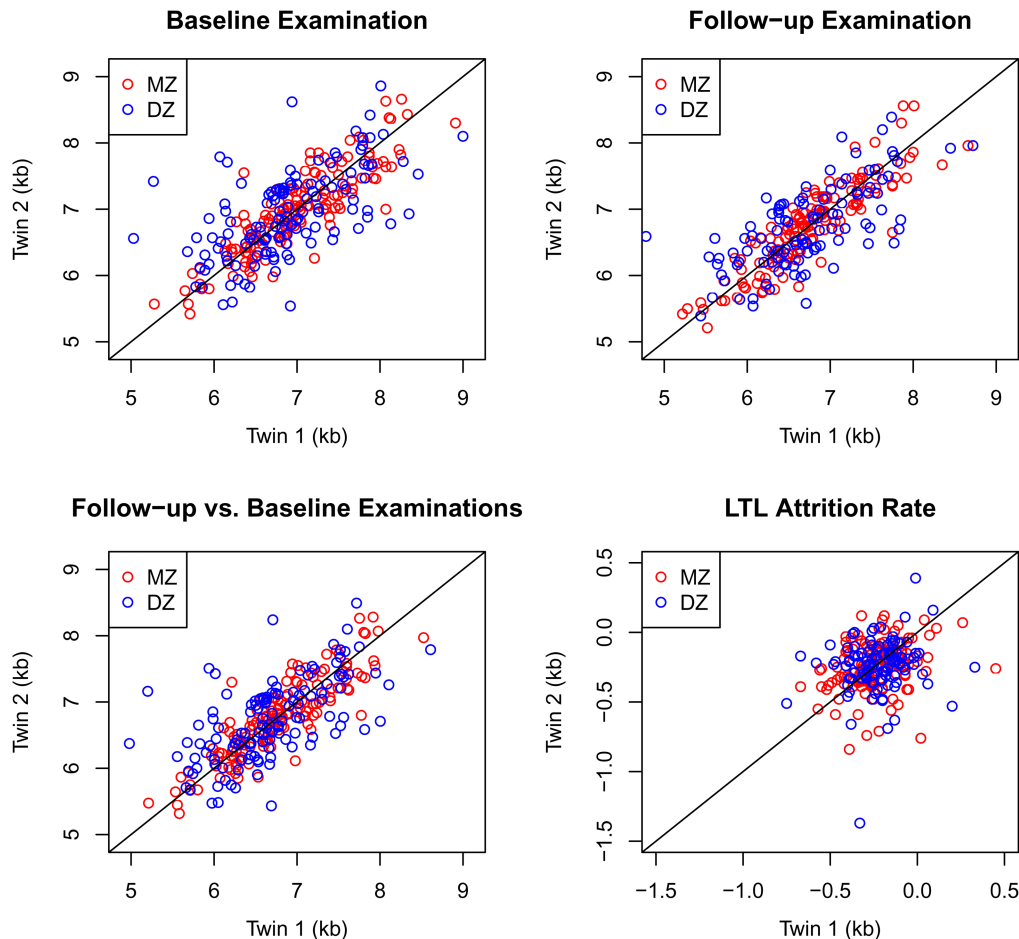 Baseline Examination
MZ
DZ
9
8
7
6
5
Twin 2 (kb)
5 6 7 8 9
Twin 1 (kb)
Follow−up Examination
MZ
DZ
9
8
7
6
5
Twin 2 (kb)
5 6 7 8 9
Twin 1 (kb)
Follow−up vs. Baseline Examinations
MZ
DZ
9
8
7
6
5
Twin 2 (kb)
5 6 7 8 9
Twin 1 (kb)
LTL Attrition Rate
MZ
DZ
0.5
0.0
−0.5
−1.0
−1.5
Twin 2 (kb)
−1.5 −1.0 −0.5 0.0 0.5
Twin 1 (kb)